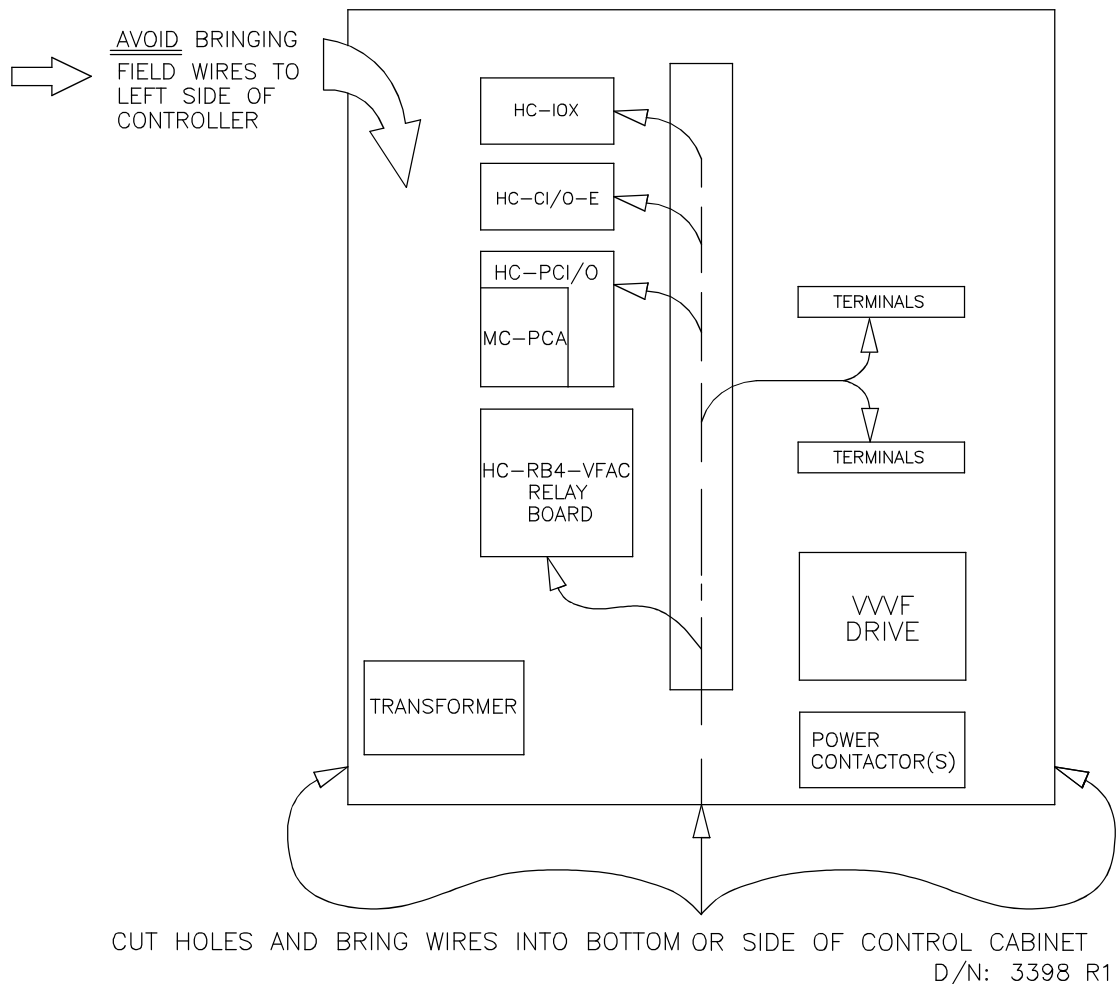 AVOID BRINGING
FIELD WIRES TO
LEFT SIDE OF
CONTROLLER
HC-IOX
HC-CI/O-E
HC-PCI/O
MC-PCA
HC-RB4-VFAC
RELAY
BOARD
TRANSFORMER
TERMINALS
TERMINALS
VVVF
DRIVE
POWER
CONTACTOR(S)
CUT HOLES AND BRING WIRES INTO BOTTOM OR SIDE OF CONTROL CABINET
D/N: 3398 R1